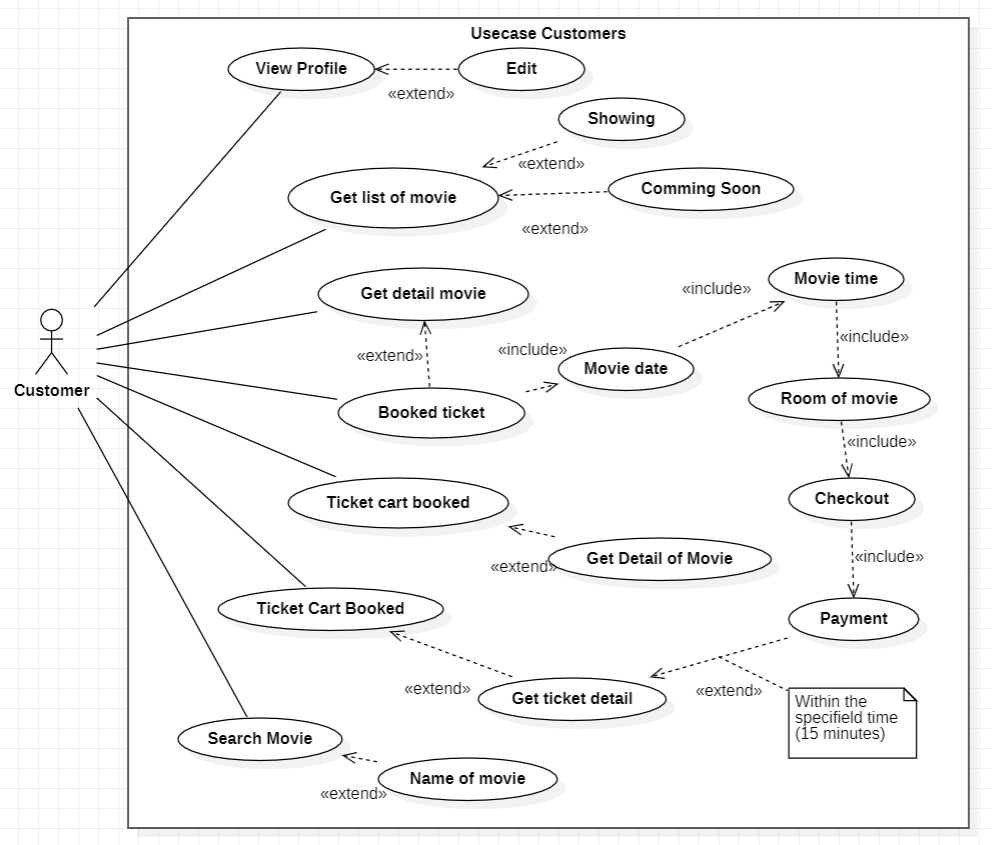 Usecase Customers
View Profile
Edit
«extend»
Showing
«extend»
Get list of movie
Comming Soon
«extend»
Get detail movie
«include»
Movie time
«extend»
«include»
«include»
Movie date
Customer
Booked ticket
Room of movie
«include»
Ticket cart booked
Checkout
«extend»
Get Detail of Movie
«include»
Ticket Cart Booked
Payment
«extend»
Get ticket detail
«extend»
Within the
specifield time
(15 minutes)
Search Movie
Name of movie
«extend»